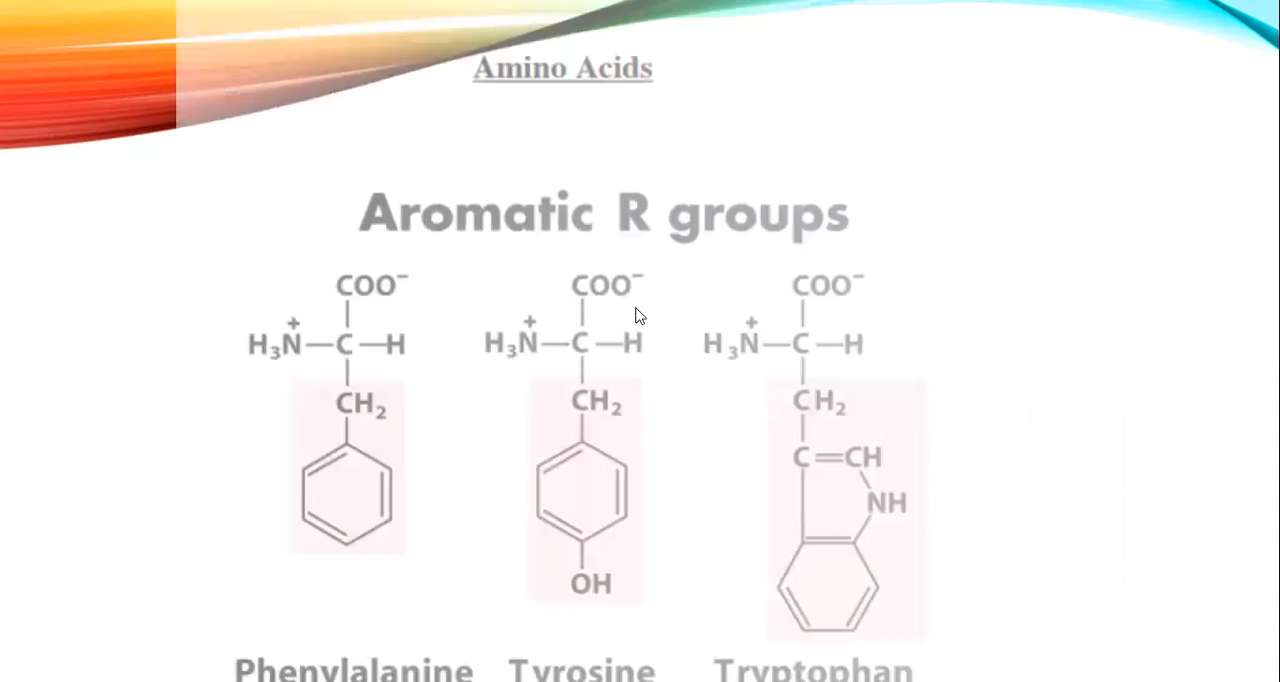 Amino Acids
Aromatic R groups
COO⁻ COO⁻ COO⁻
H₃N⁺—C—H H₃N⁺—C—H H₃N⁺—C—H
CH₂ CH₂ CH₂
C=CH
NH
OH
Phenylalanine Tyrosine Tryptophan